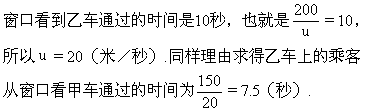 窗口看到乙车通过的时间是10秒，也就是200/u=10，
所以u=20（米／秒）.同样理由求得乙车上的乘客
从窗口看甲车通过的时间为150/20=7.5（秒）.